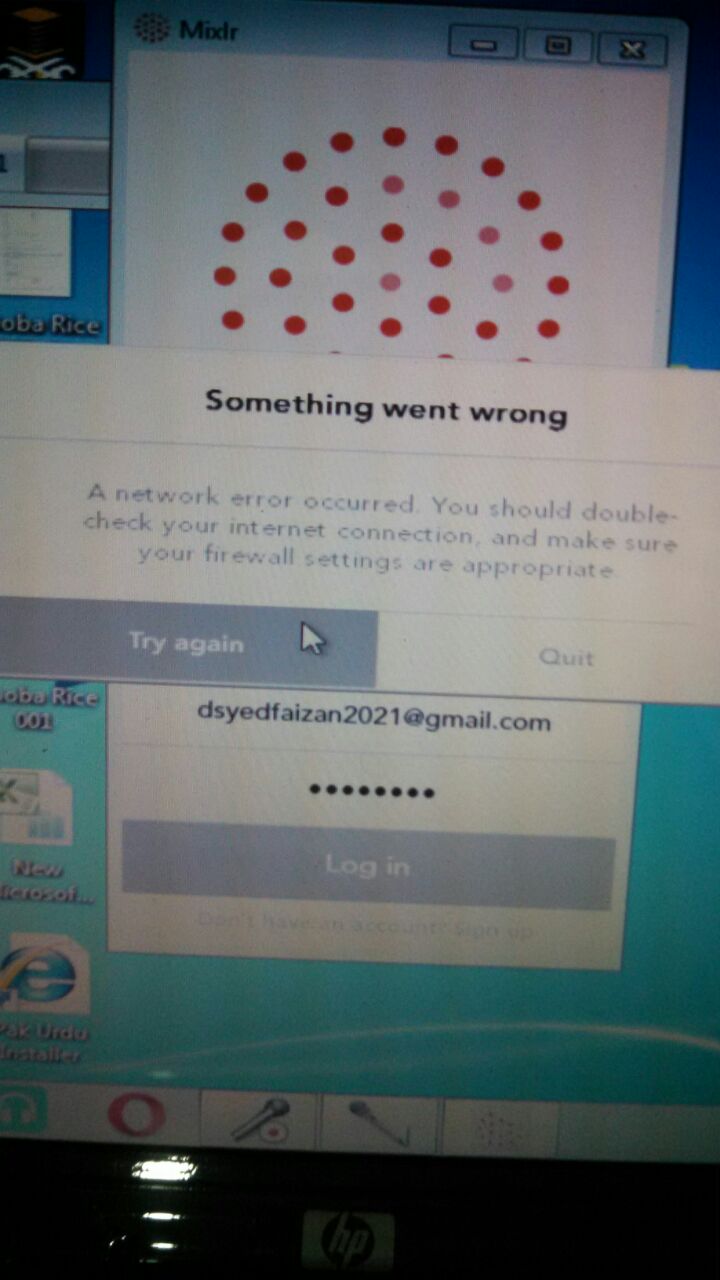 Mixlr
1
oba Rice
Something went wrong
A network error occurred. You should double-
check your internet connection, and make sure
your firewall settings are appropriate.
Try again
Quit
oba Rice
001
dsyedfaizan2021@gmail.com
••••••••
Log in
New
icrosof...
Don't have an account? Sign up
Pak Urdu
Installer
hp